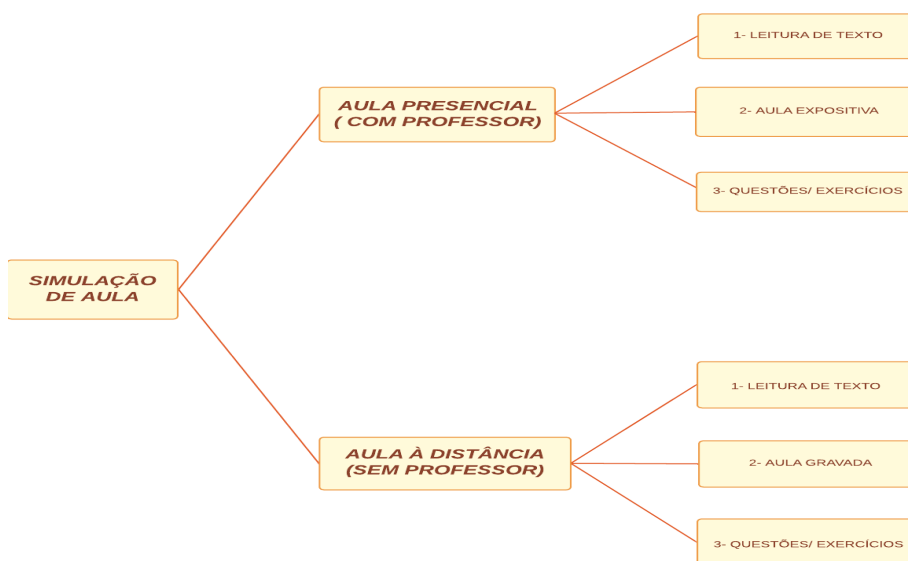 SIMULAÇÃO
DE AULA
AULA PRESENCIAL
( COM PROFESSOR)
1- LEITURA DE TEXTO
2- AULA EXPOSITIVA
3- QUESTÕES/ EXERCÍCIOS
AULA À DISTÂNCIA
(SEM PROFESSOR)
1- LEITURA DE TEXTO
2- AULA GRAVADA
3- QUESTÕES/ EXERCÍCIOS